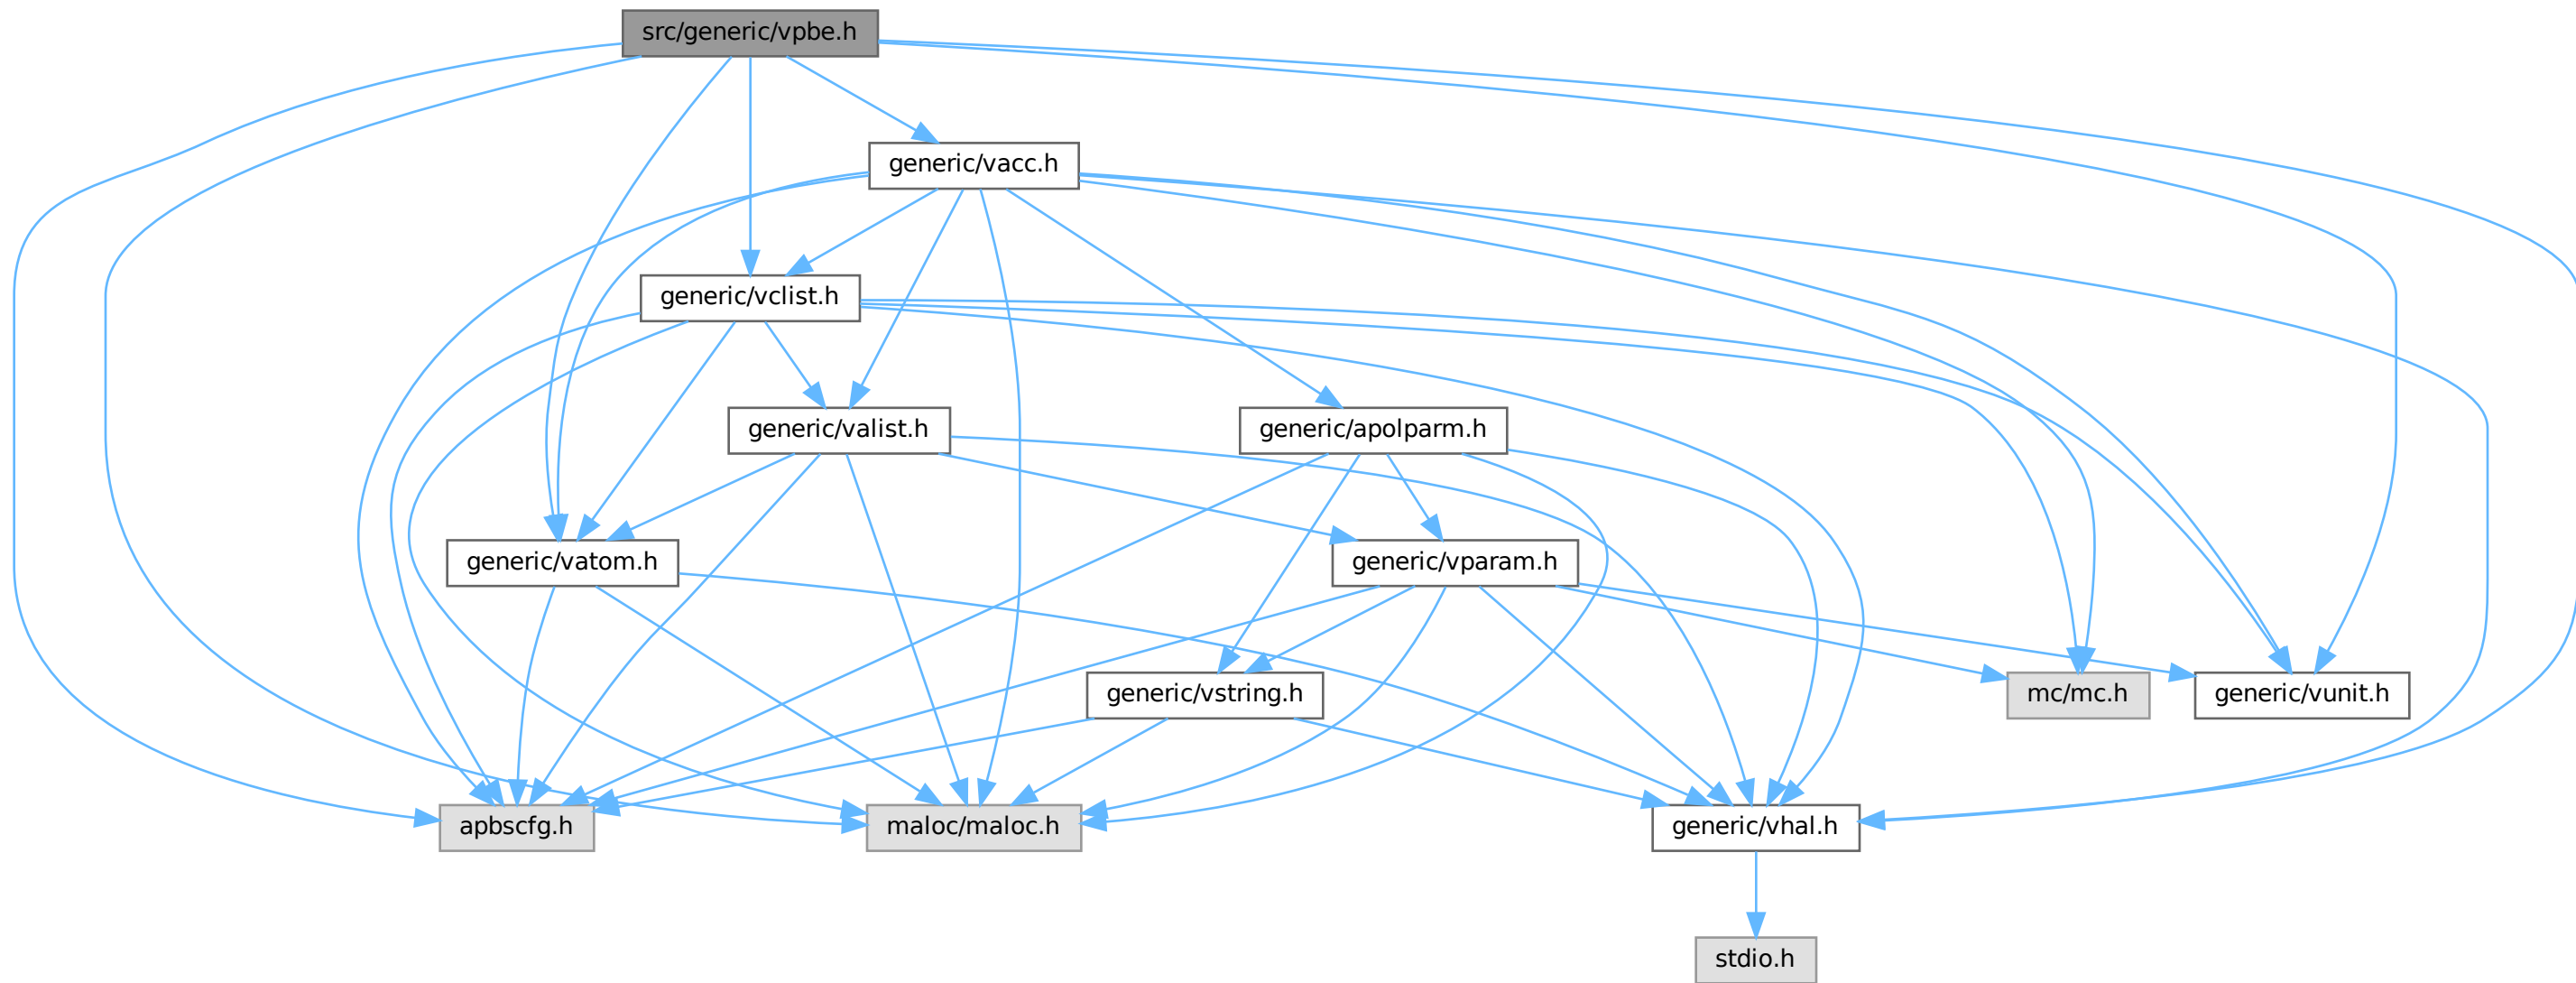 src/generic/vpbe.h
generic/vacc.h
generic/vclist.h
generic/valist.h
generic/apolparm.h
generic/vatom.h
generic/vparam.h
generic/vstring.h
mc/mc.h
generic/vunit.h
apbscfg.h
maloc/maloc.h
generic/vhal.h
stdio.h